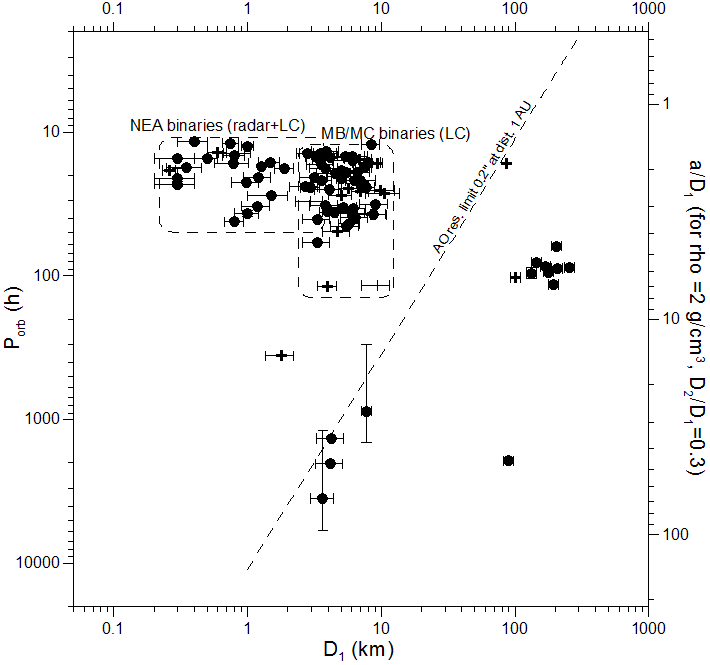 0.1 1 10 100 1000
NEA binaries (radar+LC)
MB/MC binaries (LC)
AO res. limit 0.2" at dist. 1 AU
10
100
1000
10000
P_orb (h)
1
10
100
a/D_1 (for rho =2 g/cm^3, D_2/D_1=0.3)
0.1 1 10 100 1000
D_1 (km)